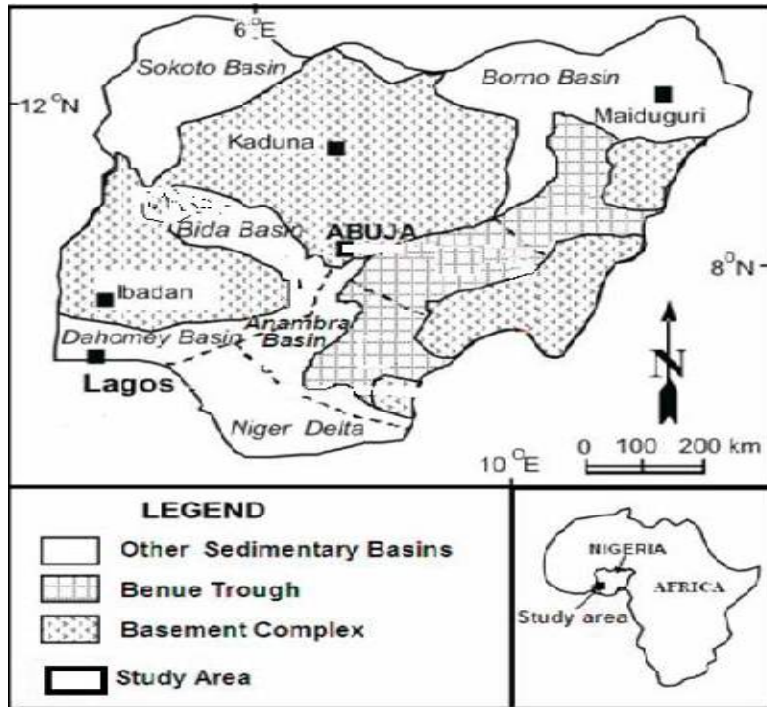 6°E
Sokoto Basin
Borno Basin
12°N
Maiduguri
Kaduna
ABUJA
Bida Basin
8°N
Ibadan
Anambra
Basin
Dahomey Basin
Lagos
N
Niger Delta
0 100 200 km
10°E
LEGEND
Other Sedimentary Basins
Benue Trough
Basement Complex
Study Area
NIGERIA
AFRICA
Study area